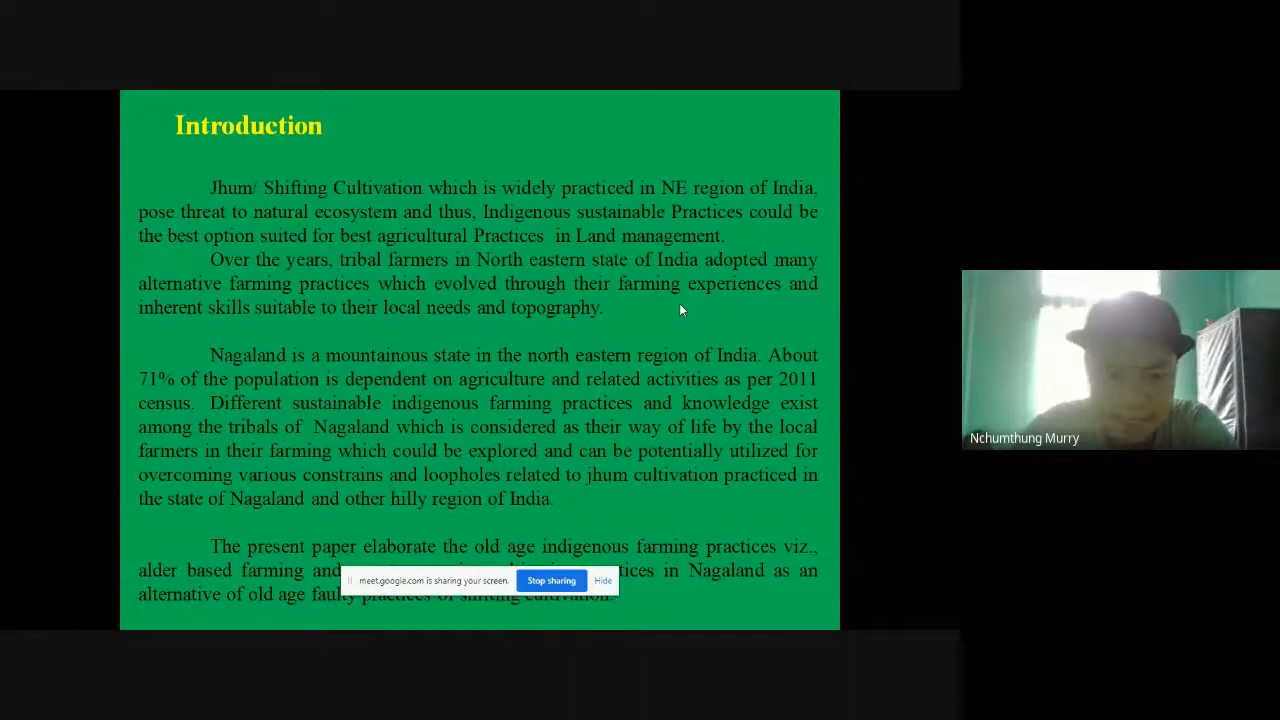 Introduction
Jhum/ Shifting Cultivation which is widely practiced in NE region of India,
pose threat to natural ecosystem and thus, Indigenous sustainable Practices could be
the best option suited for best agricultural Practices in Land management.
Over the years, tribal farmers in North eastern state of India adopted many
alternative farming practices which evolved through their farming experiences and
inherent skills suitable to their local needs and topography.
Nagaland is a mountainous state in the north eastern region of India. About
71% of the population is dependent on agriculture and related activities as per 2011
census. Different sustainable indigenous farming practices and knowledge exist
among the tribals of Nagaland which is considered as their way of life by the local
farmers in their farming which could be explored and can be potentially utilized for
overcoming various constrains and loopholes related to jhum cultivation practiced in
the state of Nagaland and other hilly region of India.
The present paper elaborate the old age indigenous farming practices viz.,
alder based farming and tices in Nagaland as an
alternative of old age faulty practices of shifting cultivation.
meet.google.com is sharing your screen. Stop sharing Hide
Nchumthung Murry